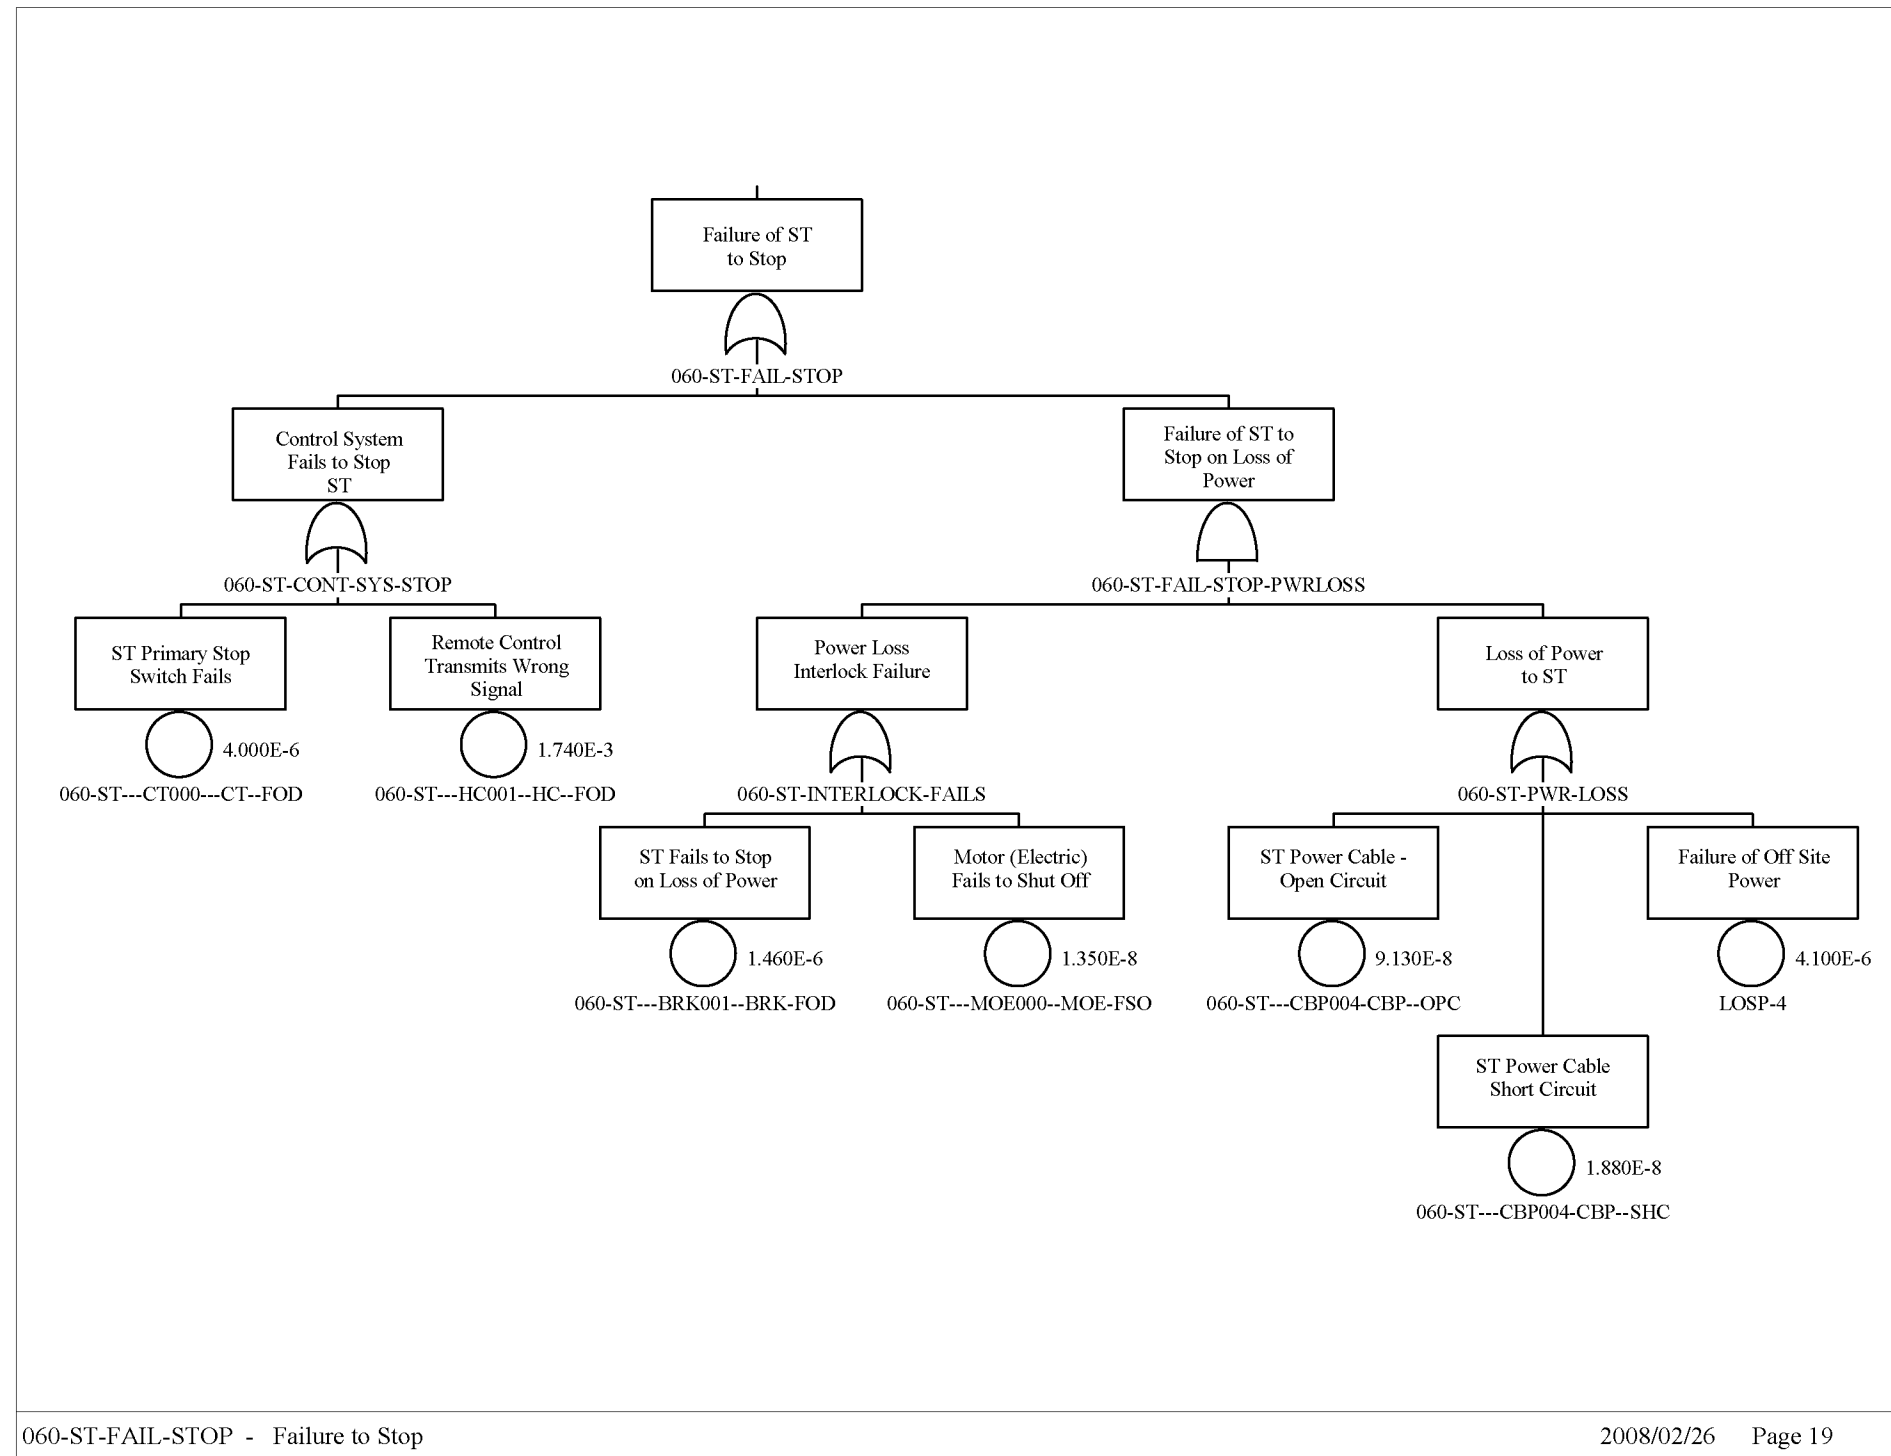 Failure of ST
to Stop
060-ST-FAIL-STOP
Control System
Fails to Stop
ST
060-ST-CONT-SYS-STOP
Failure of ST to
Stop on Loss of
Power
060-ST-FAIL-STOP-PWRLOSS
ST Primary Stop
Switch Fails
4.000E-6
060-ST---CT000---CT--FOD
Remote Control
Transmits Wrong
Signal
1.740E-3
060-ST---HC001--HC--FOD
Power Loss
Interlock Failure
060-ST-INTERLOCK-FAILS
Loss of Power
to ST
060-ST-PWR-LOSS
ST Fails to Stop
on Loss of Power
1.460E-6
060-ST---BRK001--BRK-FOD
Motor (Electric)
Fails to Shut Off
1.350E-8
060-ST---MOE000--MOE-FSO
ST Power Cable -
Open Circuit
9.130E-8
060-ST---CBP004-CBP--OPC
Failure of Off Site
Power
4.100E-6
LOSP-4
ST Power Cable
Short Circuit
1.880E-8
060-ST---CBP004-CBP--SHC
060-ST-FAIL-STOP - Failure to Stop
2008/02/26 Page 19